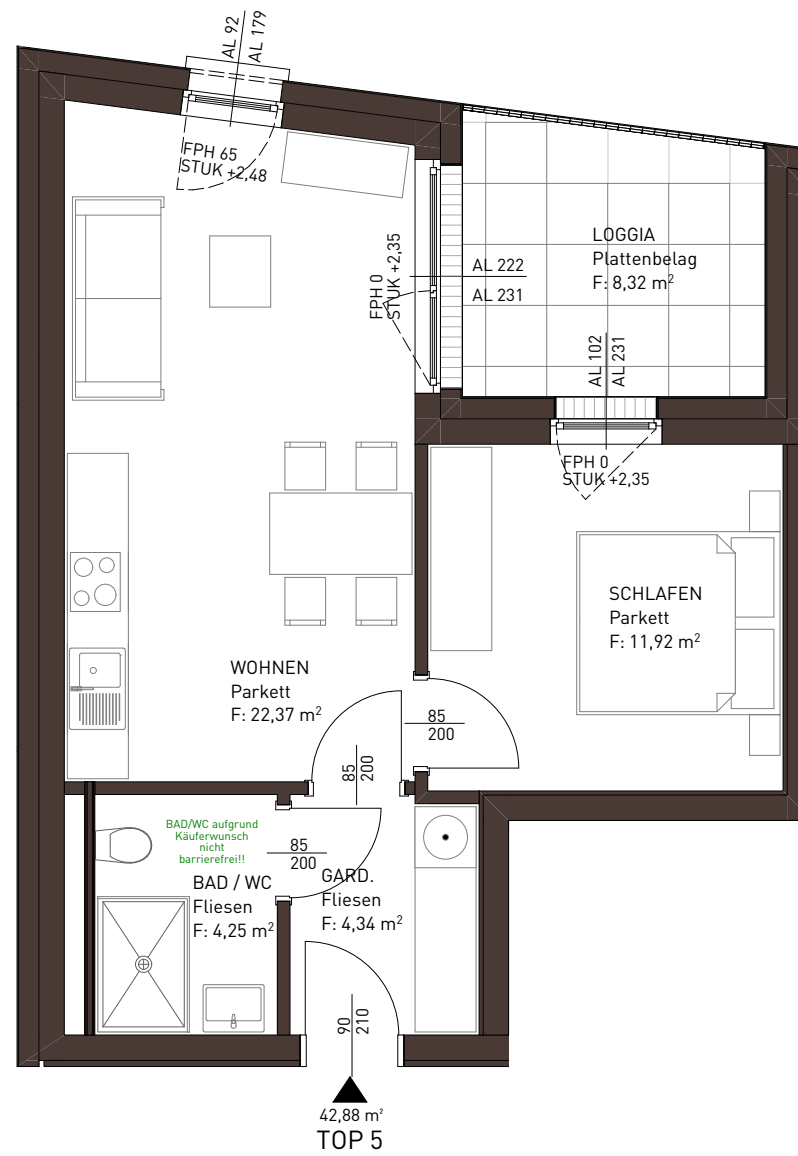 AL 92
AL 179
FPH 65
STUK +2,48
FPH 0
STUK +2,35
AL 222
AL 231
LOGGIA
Plattenbelag
F: 8,32 m²
AL 102
AL 231
FPH 0
STUK +2,35
SCHLAFEN
Parkett
F: 11,92 m²
WOHNEN
Parkett
F: 22,37 m²
85
200
85
200
BAD/WC aufgrund
Käuferwunsch
nicht
barrierefrei!!
85
200
BAD / WC
Fliesen
F: 4,25 m²
GARD.
Fliesen
F: 4,34 m²
90
210
42,88 m²
TOP 5